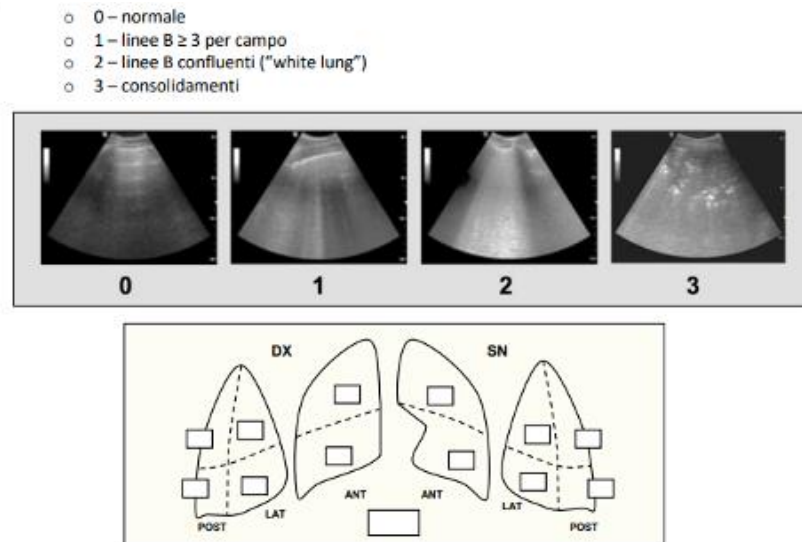 0 – normale
1 – linee B ≥ 3 per campo
2 – linee B confluenti (“white lung”)
3 – consolidamenti
0 1 2 3
DX SN
POST LAT ANT ANT LAT POST